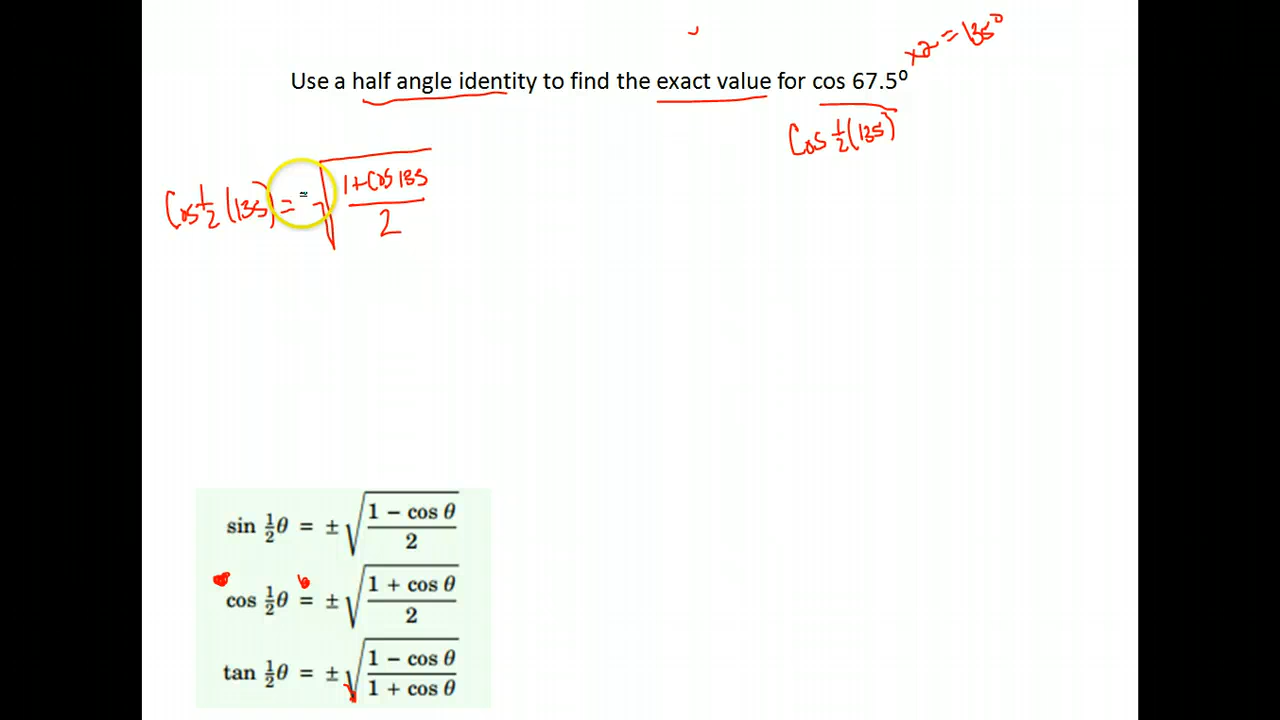 ×2 = 135°
Use a half angle identity to find the exact value for cos 67.5⁰
Cos ½(135)
Cos ½(135) = √((1+Cos 135)/2)
sin ½θ = ±√((1 − cos θ)/2)
cos ½θ = ±√((1 + cos θ)/2)
tan ½θ = ±√((1 − cos θ)/(1 + cos θ))